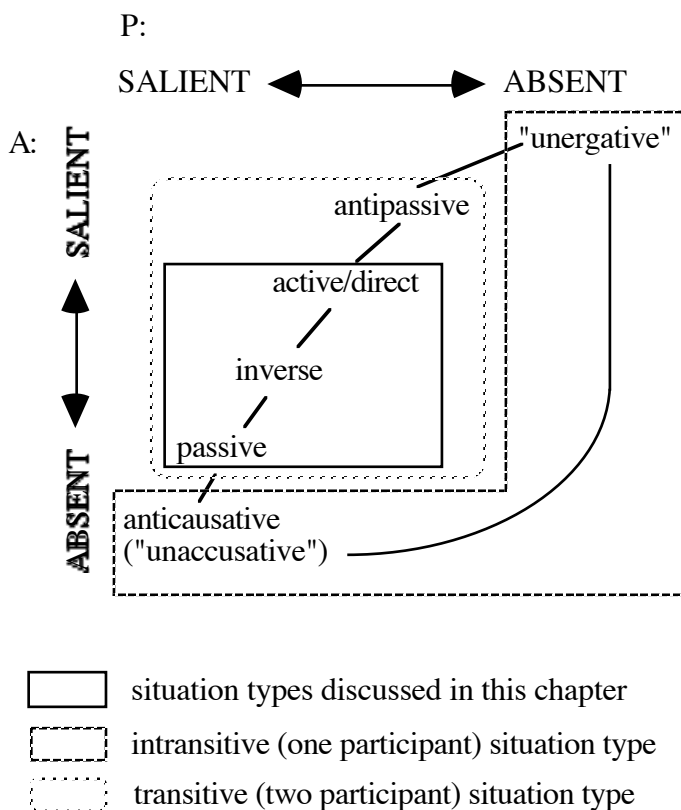 P:
SALIENT ABSENT
A:
SALIENT
"unergative"
antipassive
active/direct
inverse
passive
ABSENT
anticausative
("unaccusative")
situation types discussed in this chapter
intransitive (one participant) situation type
transitive (two participant) situation type